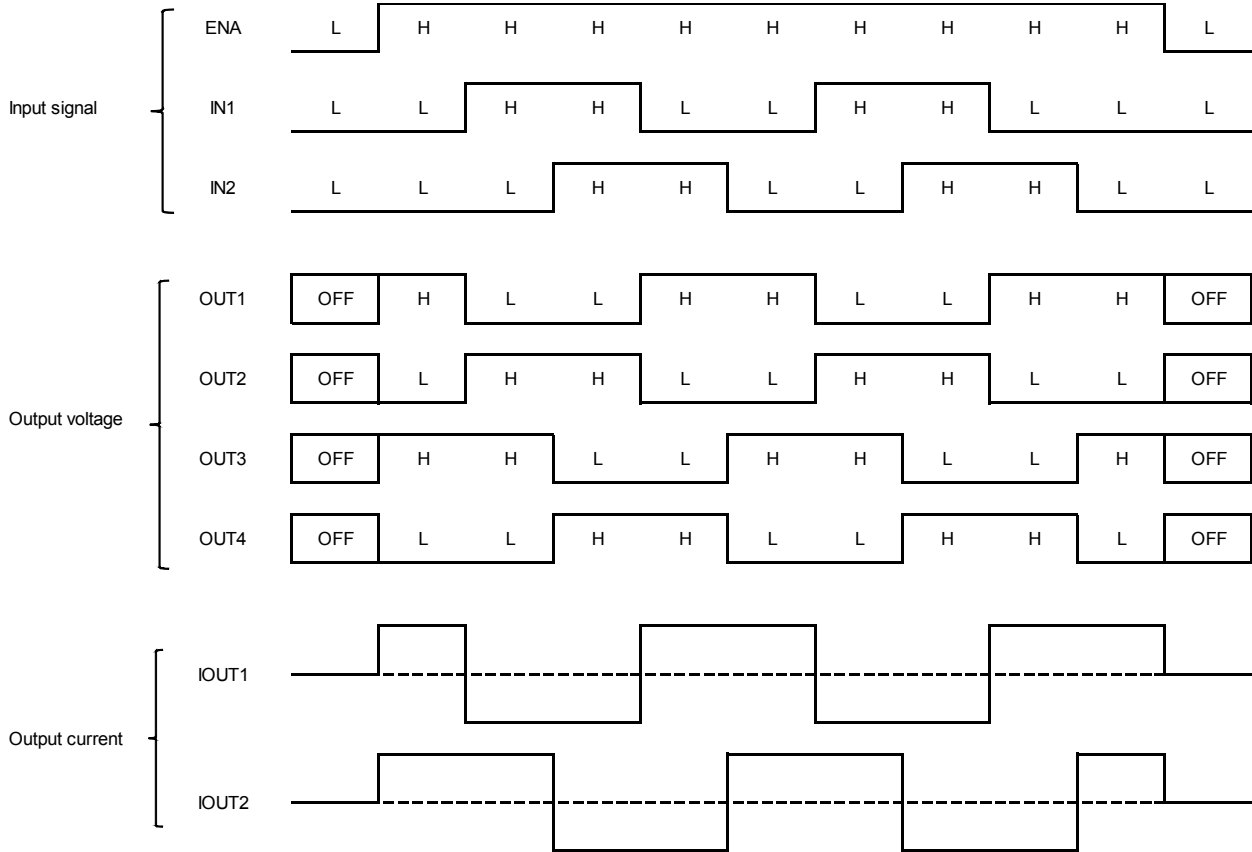 ENA L H H H H H H H H H L
Input signal
IN1 L L H H L L H H L L L
IN2 L L L H H L L H H L L
OUT1 OFF H L L H H L L H H OFF
OUT2 OFF L H H L L H H L L OFF
Output voltage
OUT3 OFF H H L L H H L L H OFF
OUT4 OFF L L H H L L H H L OFF
IOUT1
Output current
IOUT2